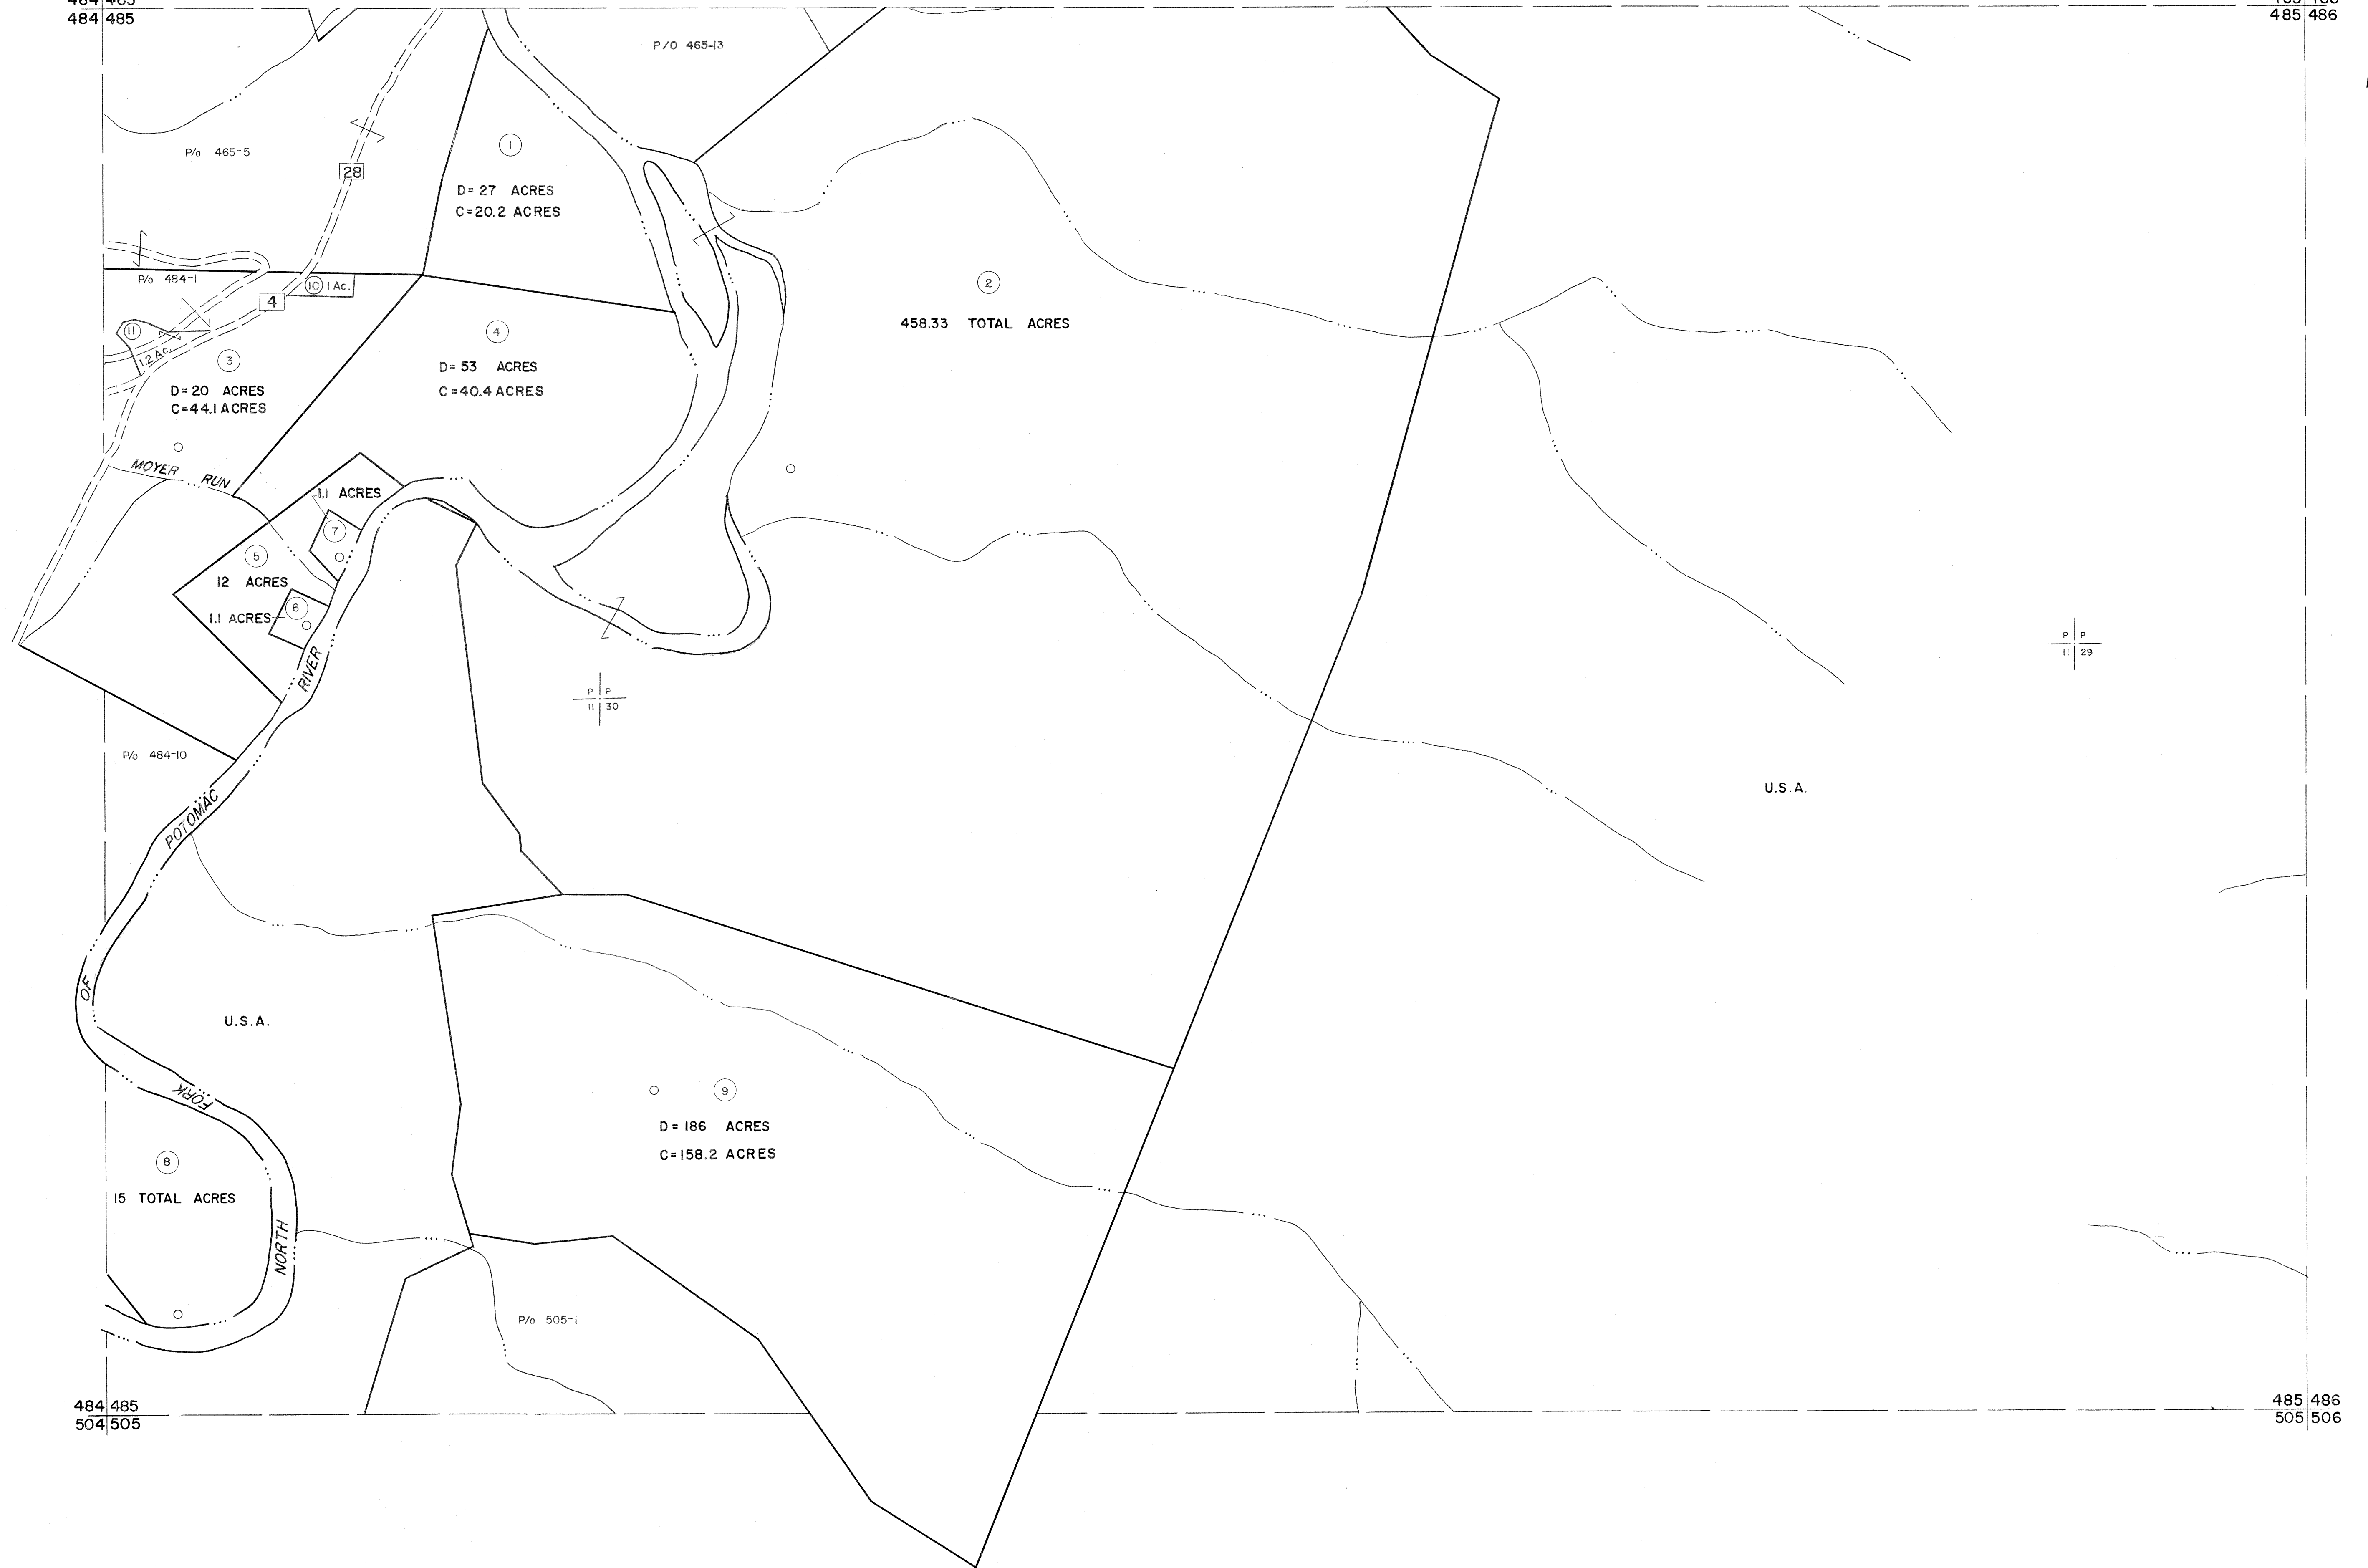 464 465
484 485
465 486
485 486
P/O 465-13
P/o 465-5
28
1
D= 27 ACRES
C=20.2 ACRES
P/o 484-1
10 1 Ac.
4
2
458.33 TOTAL ACRES
11
1.2 Ac.
3
D= 20 ACRES
C=44.1 ACRES
4
D= 53 ACRES
C=40.4 ACRES
MOYER RUN
1.1 ACRES
7
5
12 ACRES
6
1.1 ACRES
RIVER
P P
11 30
P P
11 29
P/o 484-10
POTOMAC
U.S.A.
OF
U.S.A.
FORK
9
D= 186 ACRES
C=158.2 ACRES
8
15 TOTAL ACRES
NORTH
P/o 505-1
484 485
504 505
485 486
505 506